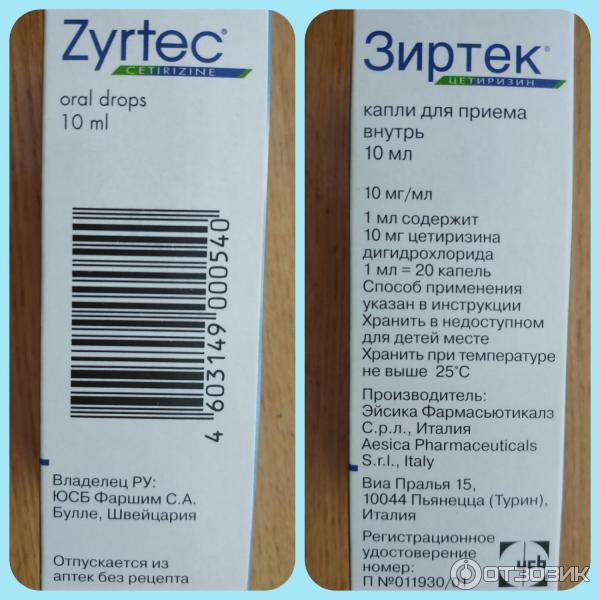 Zyrtec®
CETIRIZINE
oral drops
10 ml
4 603149 000540
Владелец РУ:
ЮСБ Фаршим С.А.
Булле, Швейцария
Отпускается из
аптек без рецепта
Зиртек®
ЦЕТИРИЗИН
капли для приема
внутрь
10 мл
10 мг/мл
1 мл содержит
10 мг цетиризина
дигидрохлорида
1 мл = 20 капель
Способ применения
указан в инструкции
Хранить в недоступном
для детей месте
Хранить при температуре
не выше 25°С
Производитель:
Эйсика Фармасьютикалз
С.р.л., Италия
Aesica Pharmaceuticals
S.r.l., Italy
Виа Пралья 15,
10044 Пьянецца (Турин),
Италия
Регистрационное
удостоверение
номер:
П №011930/01
ucb
ОТЗОВИК